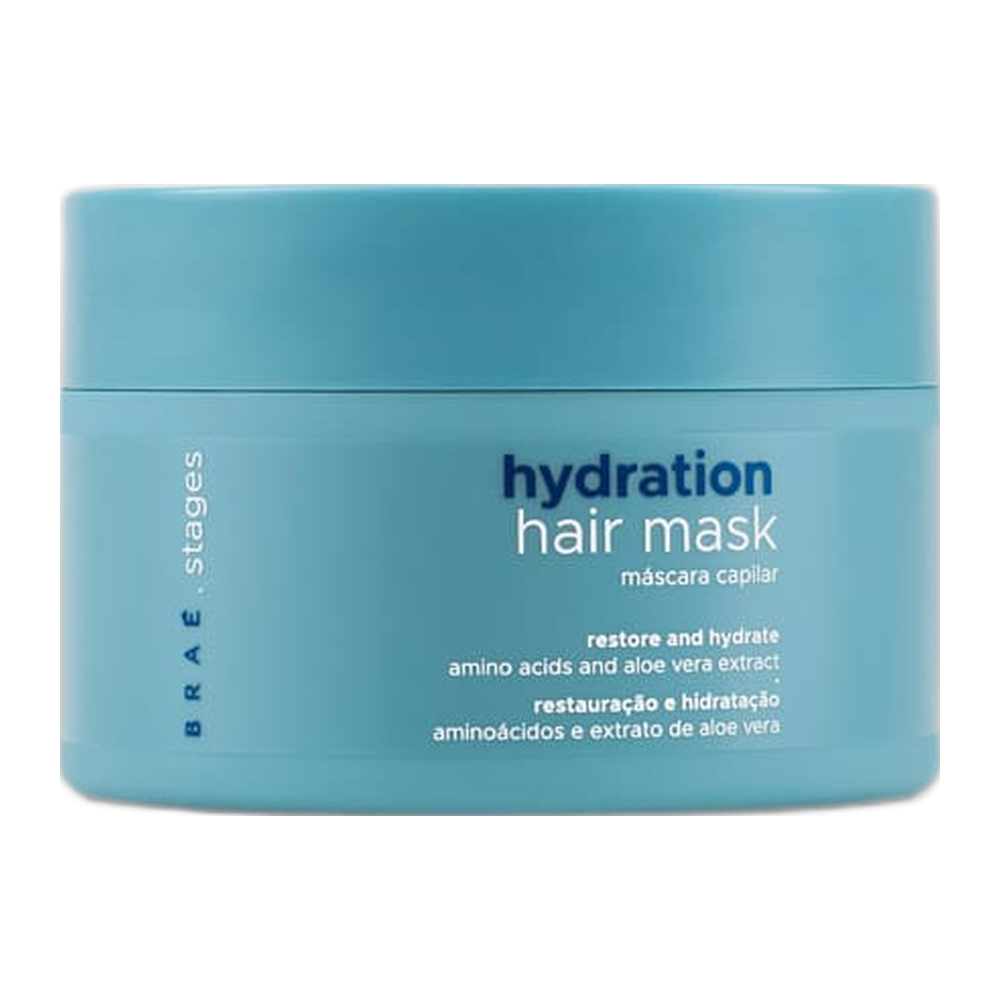 BRAÉ . stages
hydration
hair mask
máscara capilar
restore and hydrate
amino acids and aloe vera extract
restauração e hidratação
aminoácidos e extrato de aloe vera